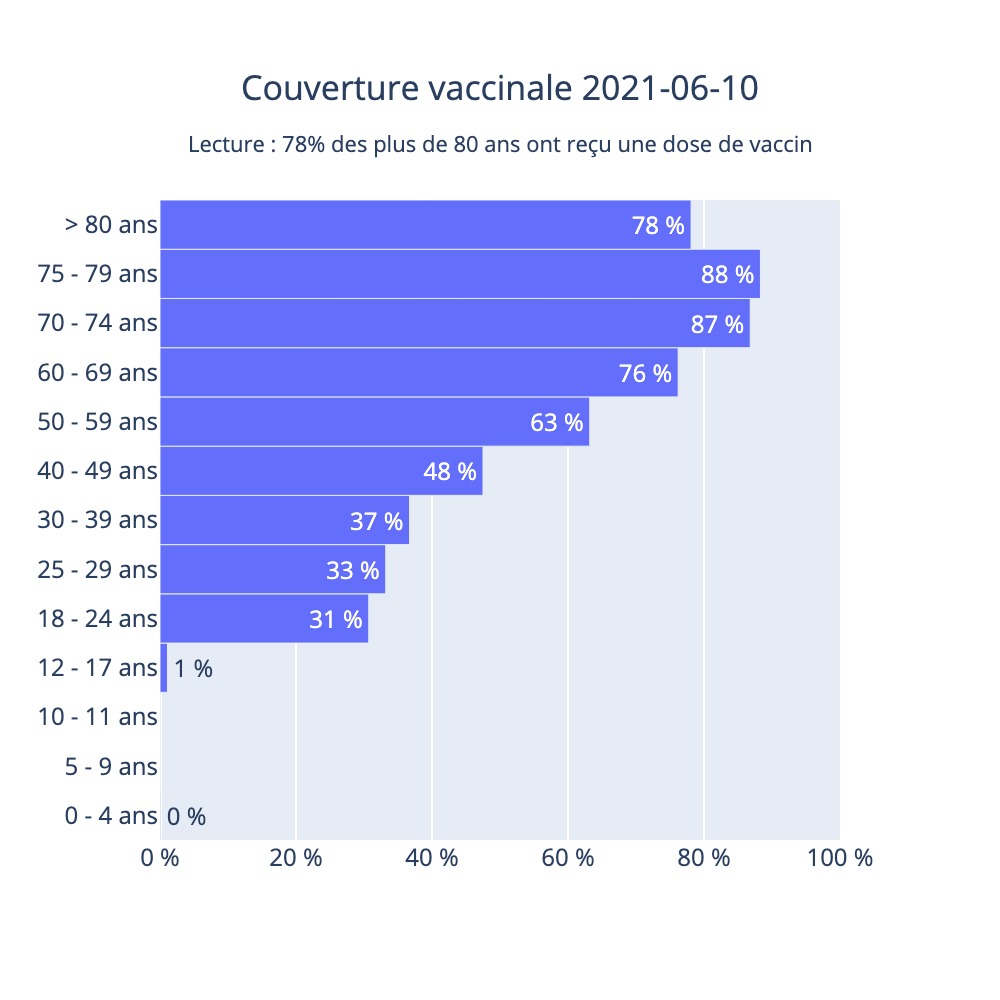 Couverture vaccinale 2021-06-10
Lecture : 78% des plus de 80 ans ont reçu une dose de vaccin
> 80 ans 78 %
75 - 79 ans 88 %
70 - 74 ans 87 %
60 - 69 ans 76 %
50 - 59 ans 63 %
40 - 49 ans 48 %
30 - 39 ans 37 %
25 - 29 ans 33 %
18 - 24 ans 31 %
12 - 17 ans 1 %
10 - 11 ans
5 - 9 ans
0 - 4 ans 0 %
0 % 20 % 40 % 60 % 80 % 100 %